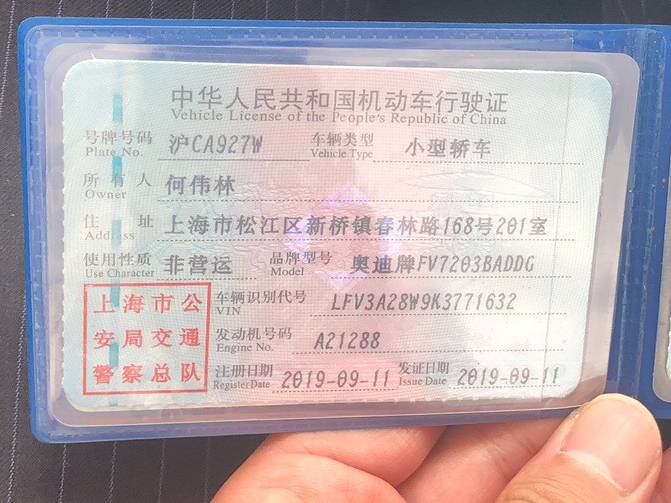 中华人民共和国机动车行驶证
Vehicle License of the People's Republic of China
号牌号码 沪CA927W 车辆类型 小型轿车
Plate No. Vehicle Type
所有人 何伟林
Owner
住址 上海市松江区新桥镇春林路168号201室
Address
使用性质 非营运 品牌型号 奥迪牌FV7203BADDG
Use Character Model
上海市公 车辆识别代号 LFV3A28W9K3771632
VIN
安局交通 发动机号码 A21288
Engine No.
警察总队 注册日期 2019-09-11 发证日期 2019-09-11
Register Date Issue Date